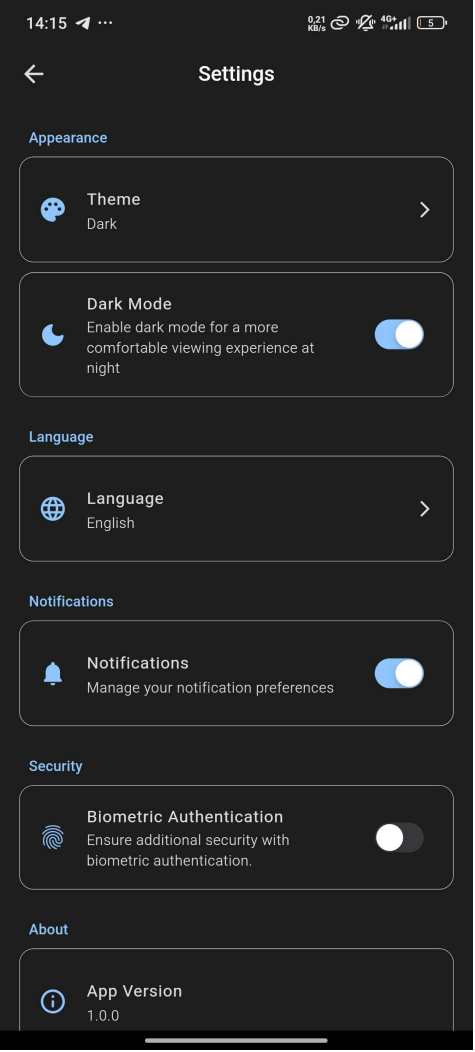 14:15
0,21
KB/s
4G+
5
Settings
Appearance
Theme
Dark
Dark Mode
Enable dark mode for a more
comfortable viewing experience at
night
Language
Language
English
Notifications
Notifications
Manage your notification preferences
Security
Biometric Authentication
Ensure additional security with
biometric authentication.
About
App Version
1.0.0